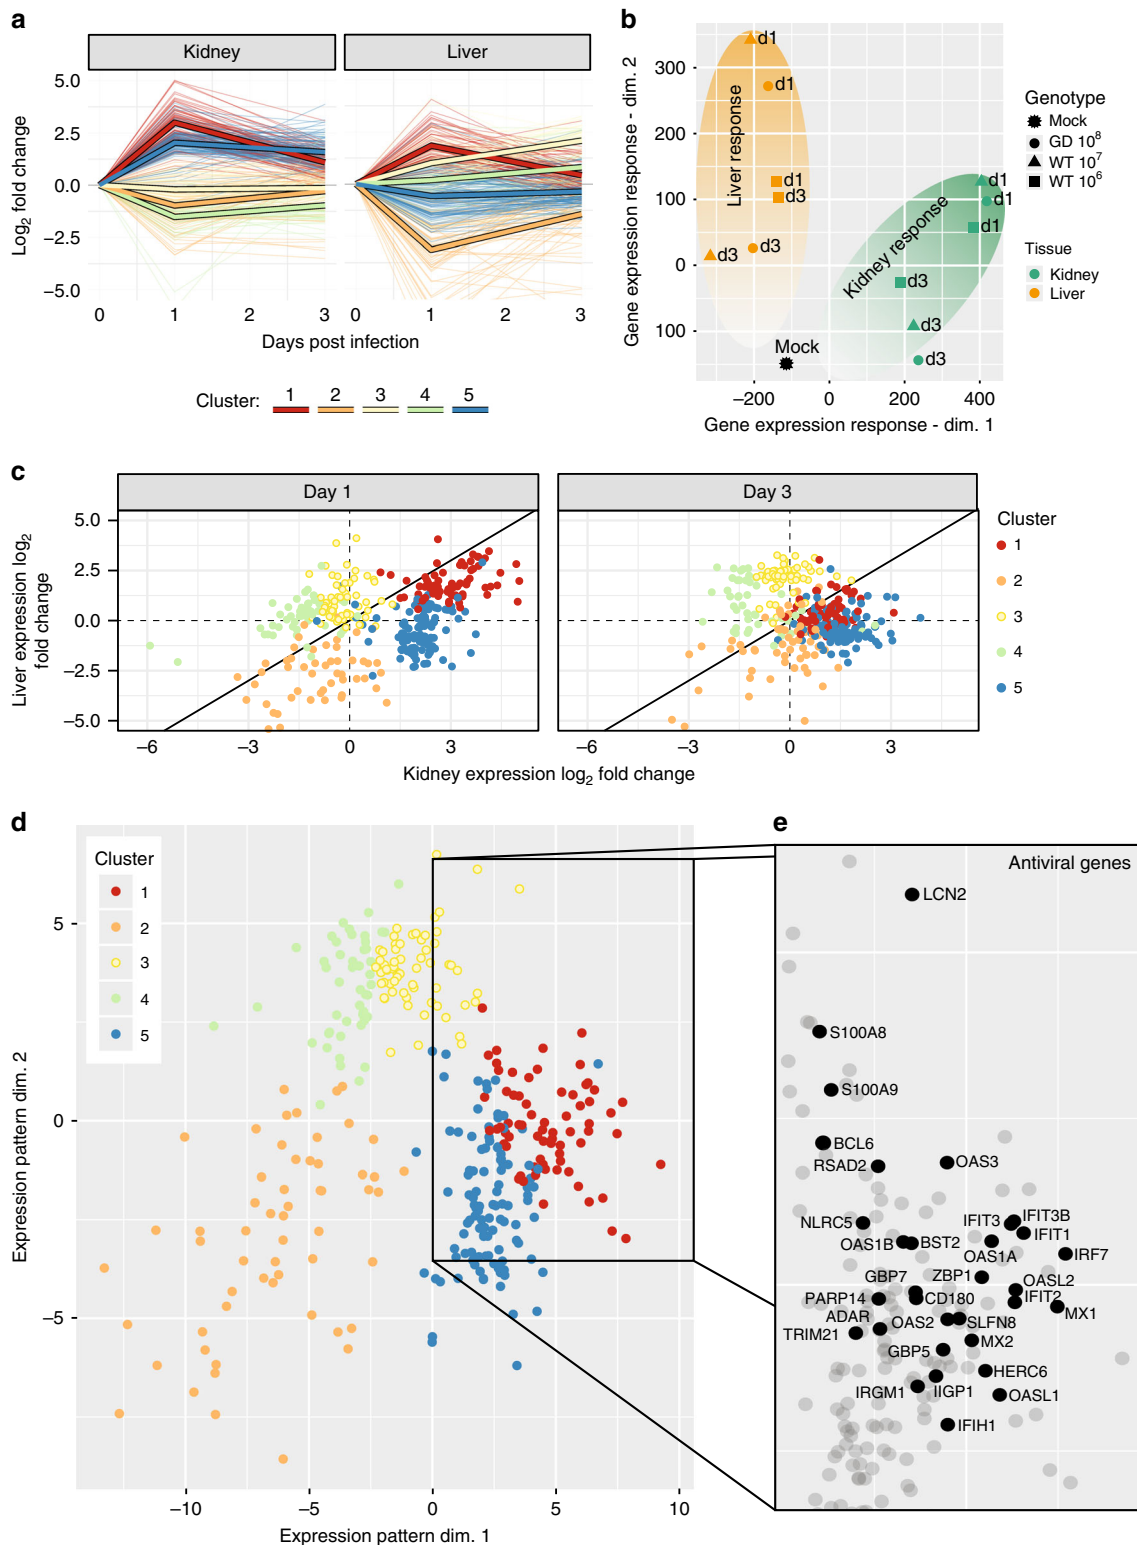 a
Kidney
Liver
Log2 fold change
5.0
2.5
0.0
−2.5
−5.0
0
1
2
3
0
1
2
3
Days post infection
Cluster:
1
2
3
4
5
b
Gene expression response - dim. 2
300
200
100
0
100
Liver response
Kidney response
d1
d1
d1
d3
d3
d3
d1
d1
d1
d3
d3
d3
Mock
−200
0
200
400
Gene expression response - dim. 1
Genotype
Mock
GD 10^8
WT 10^7
WT 10^6
Tissue
Kidney
Liver
c
Day 1
Day 3
Liver expression log2
fold change
5.0
2.5
0.0
−2.5
−5.0
−6
−3
0
3
−6
−3
0
3
Kidney expression log2 fold change
Cluster
1
2
3
4
5
d
Cluster
1
2
3
4
5
Expression pattern dim. 2
5
0
−5
−10
−5
0
5
10
Expression pattern dim. 1
e
Antiviral genes
LCN2
S100A8
S100A9
BCL6
RSAD2
OAS3
NLRC5
IFIT3
IFIT3B
IFIT1
OAS1B
BST2
OAS1A
IRF7
GBP7
ZBP1
OASL2
PARP14
CD180
IFIT2
MX1
ADAR
OAS2
SLFN8
TRIM21
MX2
GBP5
HERC6
IRGM1
IIGP1
OASL1
IFIH1